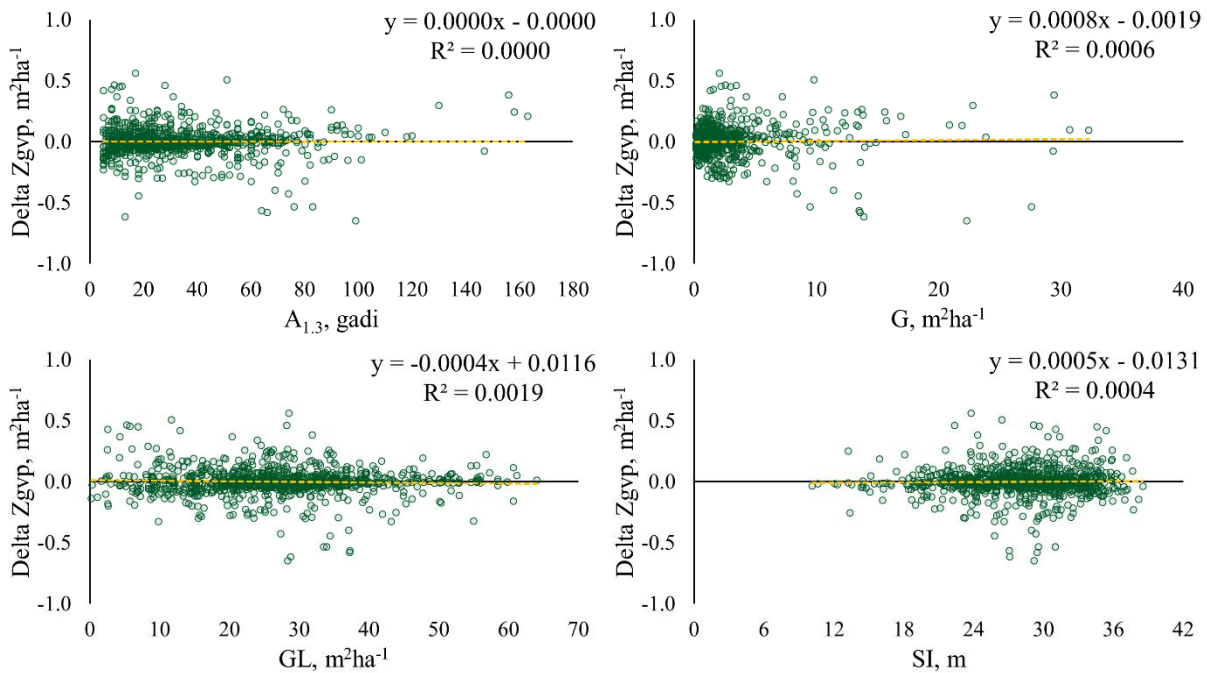 y = 0.0000x - 0.0000
R² = 0.0000
Delta Zgvp, m²ha⁻¹
1.0
0.5
0.0
-0.5
-1.0
0 20 40 60 80 100 120 140 160 180
A₁.₃, gadi
y = 0.0008x - 0.0019
R² = 0.0006
Delta Zgvp, m²ha⁻¹
1.0
0.5
0.0
-0.5
-1.0
0 10 20 30 40
G, m²ha⁻¹
y = -0.0004x + 0.0116
R² = 0.0019
Delta Zgvp, m²ha⁻¹
1.0
0.5
0.0
-0.5
-1.0
0 10 20 30 40 50 60 70
GL, m²ha⁻¹
y = 0.0005x - 0.0131
R² = 0.0004
Delta Zgvp, m²ha⁻¹
1.0
0.5
0.0
-0.5
-1.0
0 6 12 18 24 30 36 42
SI, m